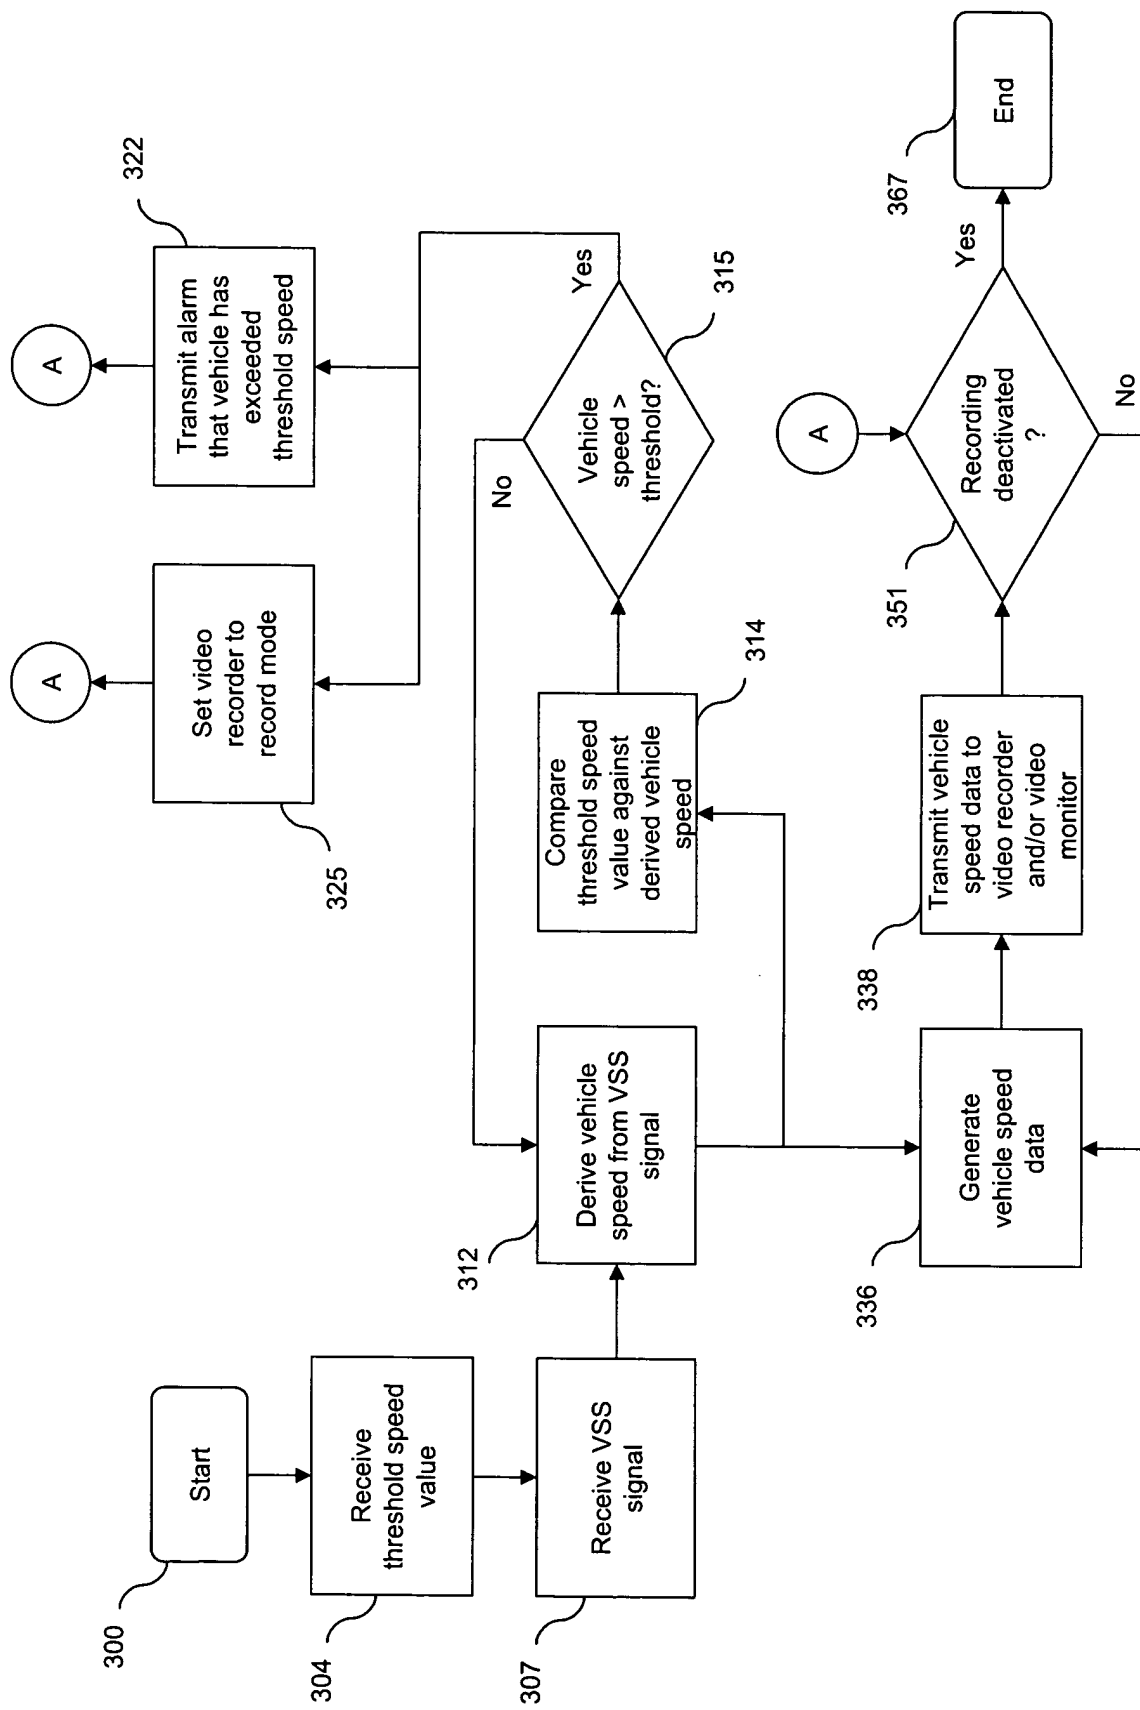 300
Start
304
Receive
threshold speed
value
307
Receive VSS
signal
312
Derive vehicle
speed from VSS
signal
Compare
threshold speed
value against
derived vehicle
speed
314
Vehicle
speed >
threshold?
315
No
Yes
325
Set video
recorder to
record mode
A
322
Transmit alarm
that vehicle has
exceeded
threshold speed
A
336
Generate
vehicle speed
data
338
Transmit vehicle
speed data to
video recorder
and/or video
monitor
A
351
Recording
deactivated
?
No
Yes
367
End